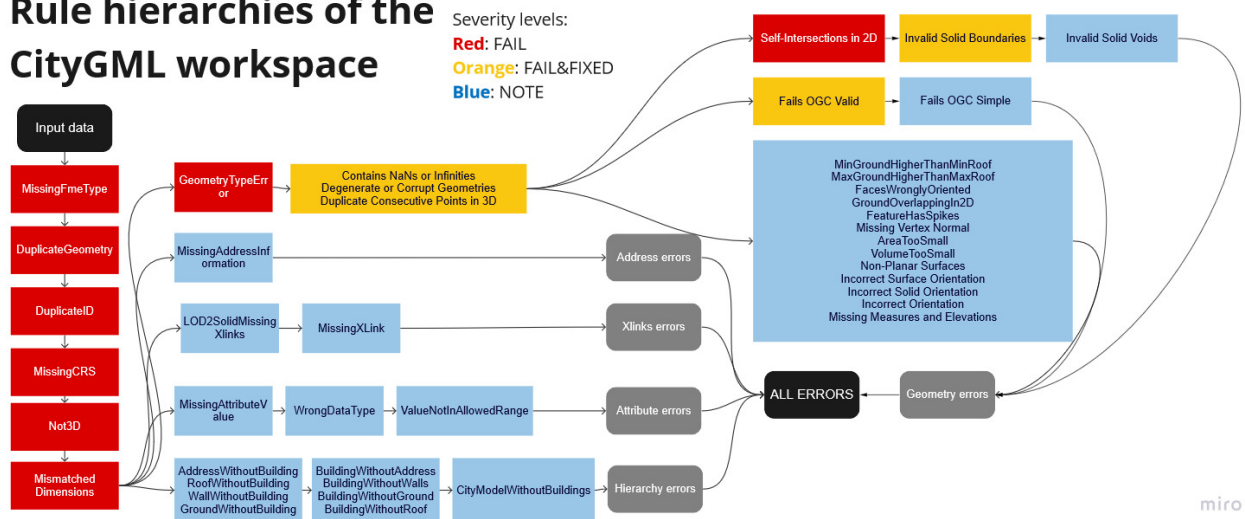 Rule hierarchies of the
CityGML workspace
Severity levels:
Red: FAIL
Orange: FAIL&FIXED
Blue: NOTE
Input data
MissingFmeType
DuplicateGeometry
DuplicateID
MissingCRS
Not3D
Mismatched
Dimensions
GeometryTypeErr
or
Contains NaNs or Infinities
Degenerate or Corrupt Geometries
Duplicate Consecutive Points in 3D
Self-Intersections in 2D
Invalid Solid Boundaries
Invalid Solid Voids
Fails OGC Valid
Fails OGC Simple
MinGroundHigherThanMinRoof
MaxGroundHigherThanMaxRoof
FacesWronglyOriented
GroundOverlappingIn2D
FeatureHasSpikes
Missing Vertex Normal
AreaTooSmall
VolumeTooSmall
Non-Planar Surfaces
Incorrect Surface Orientation
Incorrect Solid Orientation
Incorrect Orientation
Missing Measures and Elevations
MissingAddressInf
ormation
Address errors
LOD2SolidMissing
Xlinks
MissingXLink
Xlinks errors
MissingAttributeV
alue
WrongDataType
ValueNotInAllowedRange
Attribute errors
ALL ERRORS
Geometry errors
AddressWithoutBuilding
RoofWithoutBuilding
WallWithoutBuilding
GroundWithoutBuilding
BuildingWithoutAddress
BuildingWithoutWalls
BuildingWithoutGround
BuildingWithoutRoof
CityModelWithoutBuildings
Hierarchy errors
miro